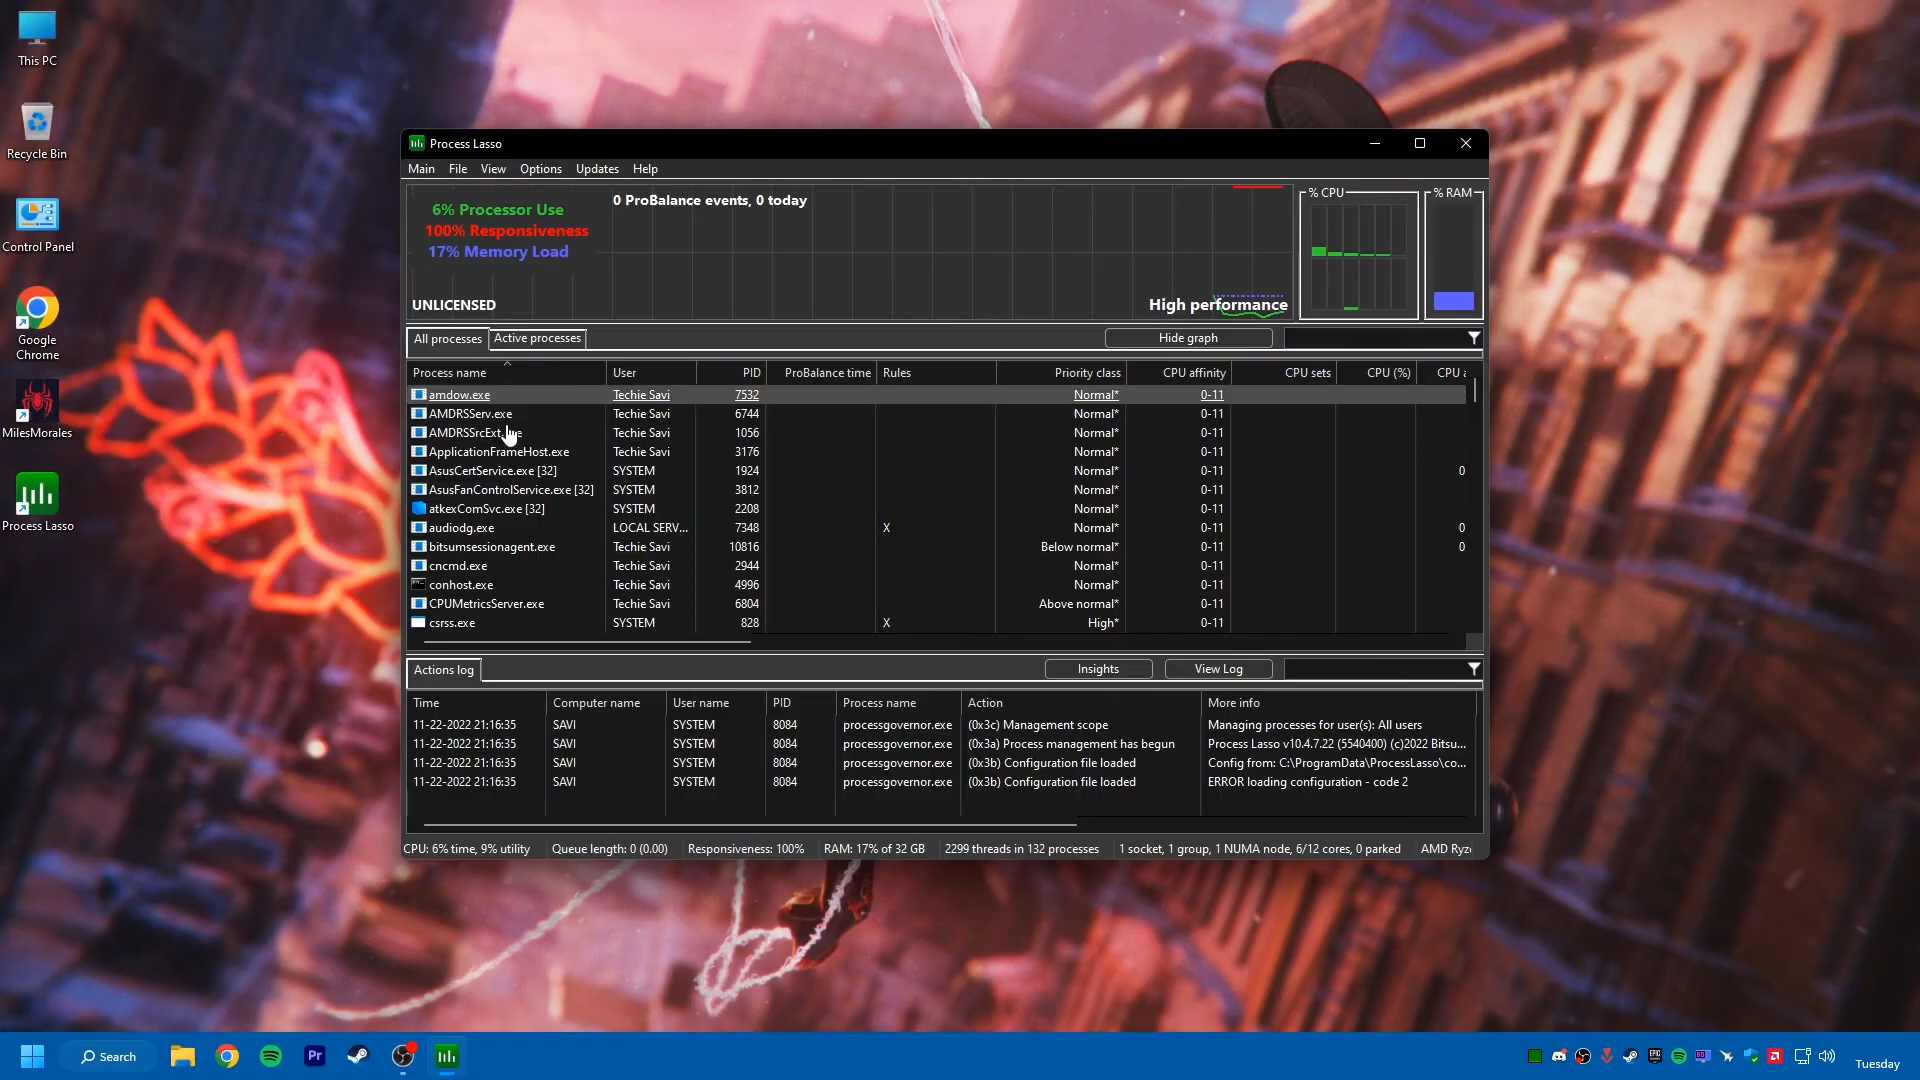 This PC
Recycle Bin
Control Panel
Google
Chrome
MilesMorales
Process Lasso
Process Lasso
Main File View Options Updates Help
6% Processor Use
100% Responsiveness
17% Memory Load
0 ProBalance events, 0 today
UNLICENSED
High performance
% CPU
% RAM
All processes Active processes Hide graph
Process name User PID ProBalance time Rules Priority class CPU affinity CPU sets CPU (%) CPU a
amdow.exe Techie Savi 7532 Normal* 0-11
AMDRSServ.exe Techie Savi 6744 Normal* 0-11
Techie Savi 1056 Normal* 0-11
ApplicationFrameHost.exe Techie Savi 3176 Normal* 0-11
AsusCertService.exe [32] SYSTEM 1924 Normal* 0-11 0
AsusFanControlService.exe [32] SYSTEM 3812 Normal* 0-11
atkexComSvc.exe [32] SYSTEM 2208 Normal* 0-11
audiodg.exe LOCAL SERV... 7348 X Normal* 0-11 0
bitsumsessionagent.exe Techie Savi 10816 Below normal* 0-11 0
cncmd.exe Techie Savi 2944 Normal* 0-11
conhost.exe Techie Savi 4996 Normal* 0-11
CPUMetricsServer.exe Techie Savi 6804 Above normal* 0-11
csrss.exe SYSTEM 828 X High* 0-11
Actions log Insights View Log
Time Computer name User name PID Process name Action More info
11-22-2022 21:16:35 SAVI SYSTEM 8084 processgovernor.exe (0x3c) Management scope Managing processes for user(s): All users
11-22-2022 21:16:35 SAVI SYSTEM 8084 processgovernor.exe (0x3a) Process management has begun Process Lasso v10.4.7.22 (5540400) (c)2022 Bitsu...
11-22-2022 21:16:35 SAVI SYSTEM 8084 processgovernor.exe (0x3b) Configuration file loaded Config from: C:\ProgramData\ProcessLasso\co...
11-22-2022 21:16:35 SAVI SYSTEM 8084 processgovernor.exe (0x3b) Configuration file loaded ERROR loading configuration - code 2
CPU: 6% time, 9% utility Queue length: 0 (0.00) Responsiveness: 100% RAM: 17% of 32 GB 2299 threads in 132 processes 1 socket, 1 group, 1 NUMA node, 6/12 cores, 0 parked AMD Ryz
Search
Pr
Tuesday